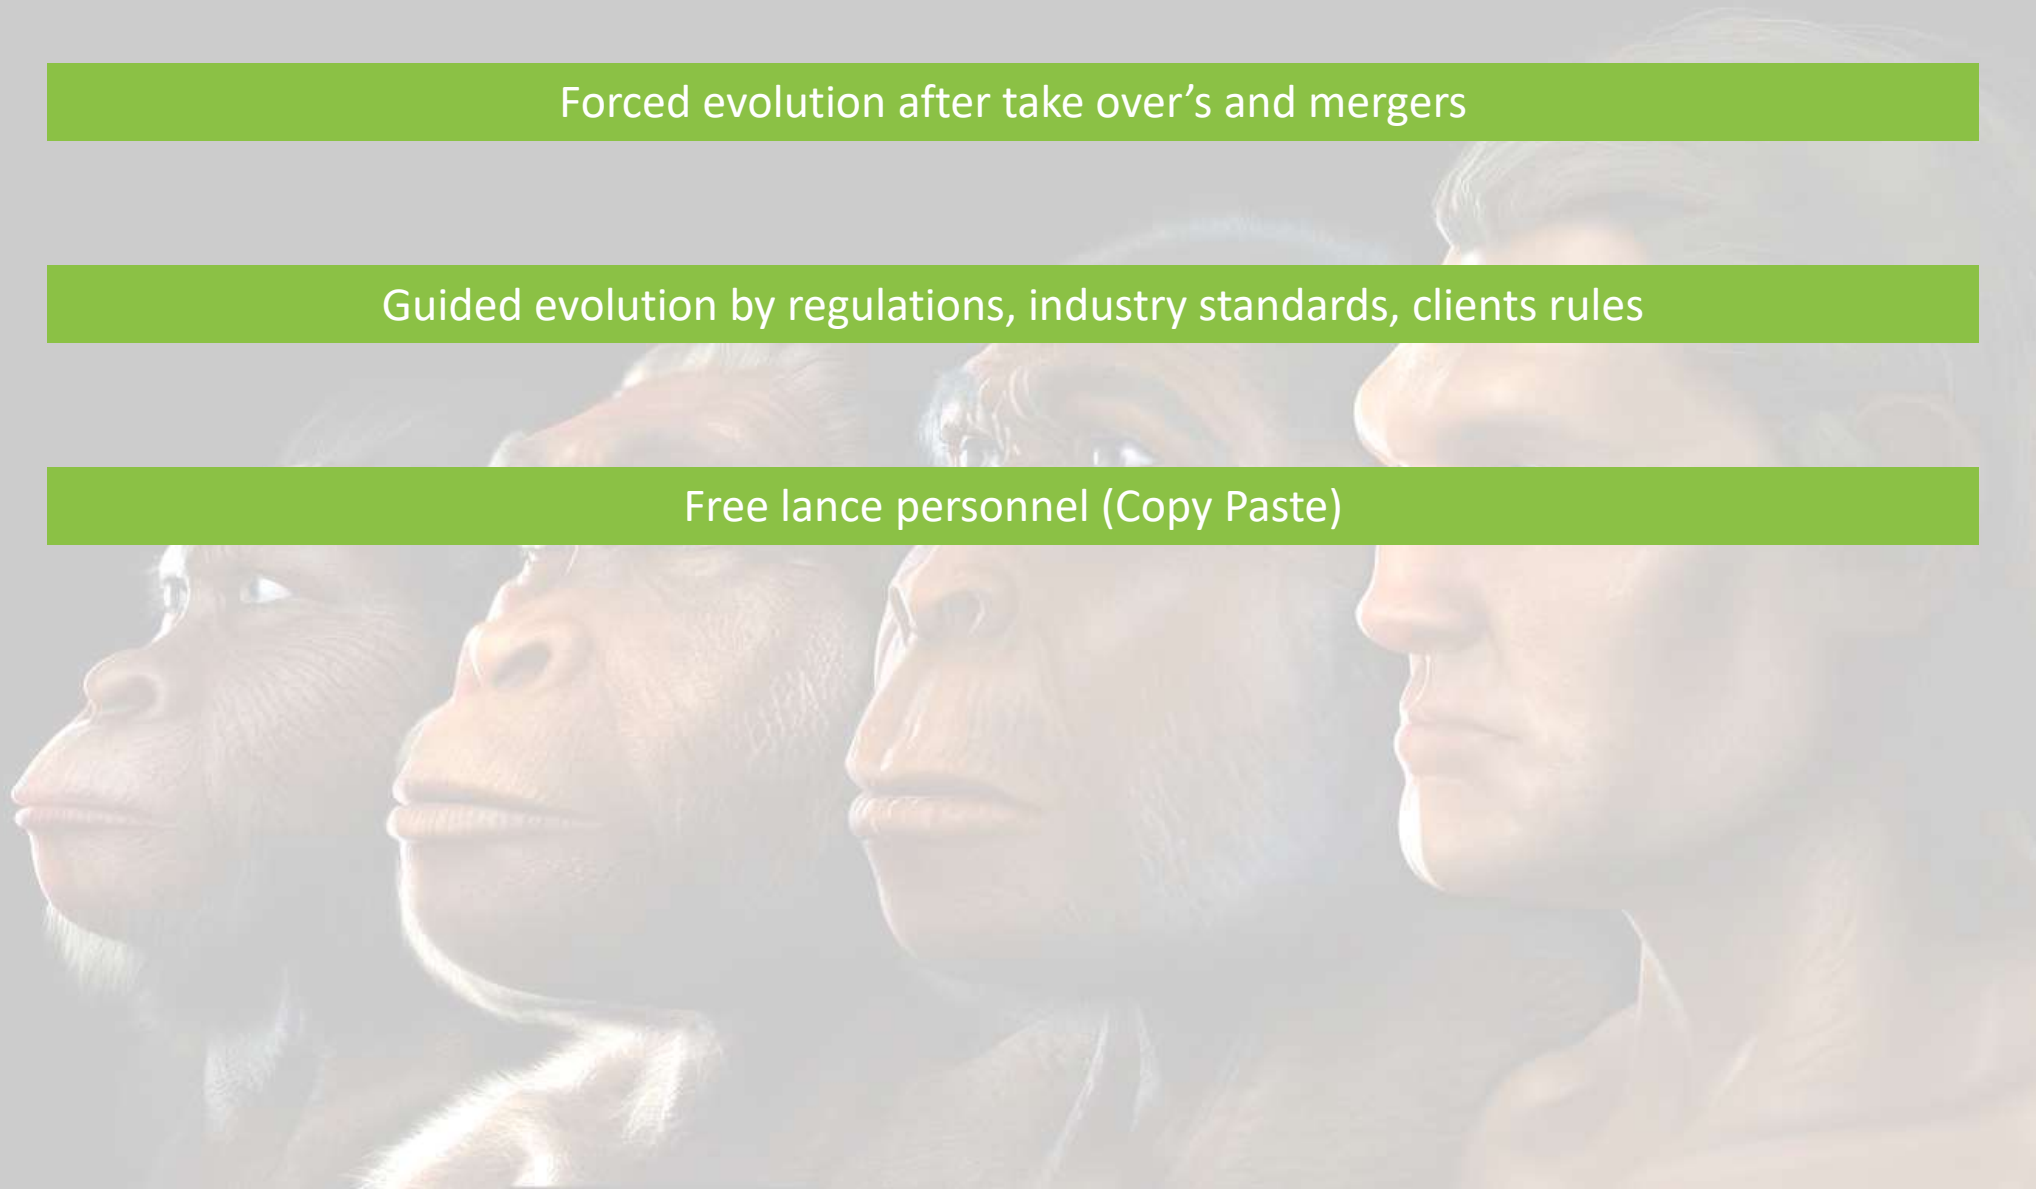 Forced evolution after take over’s and mergers
Guided evolution by regulations, industry standards, clients rules
Free lance personnel (Copy Paste)